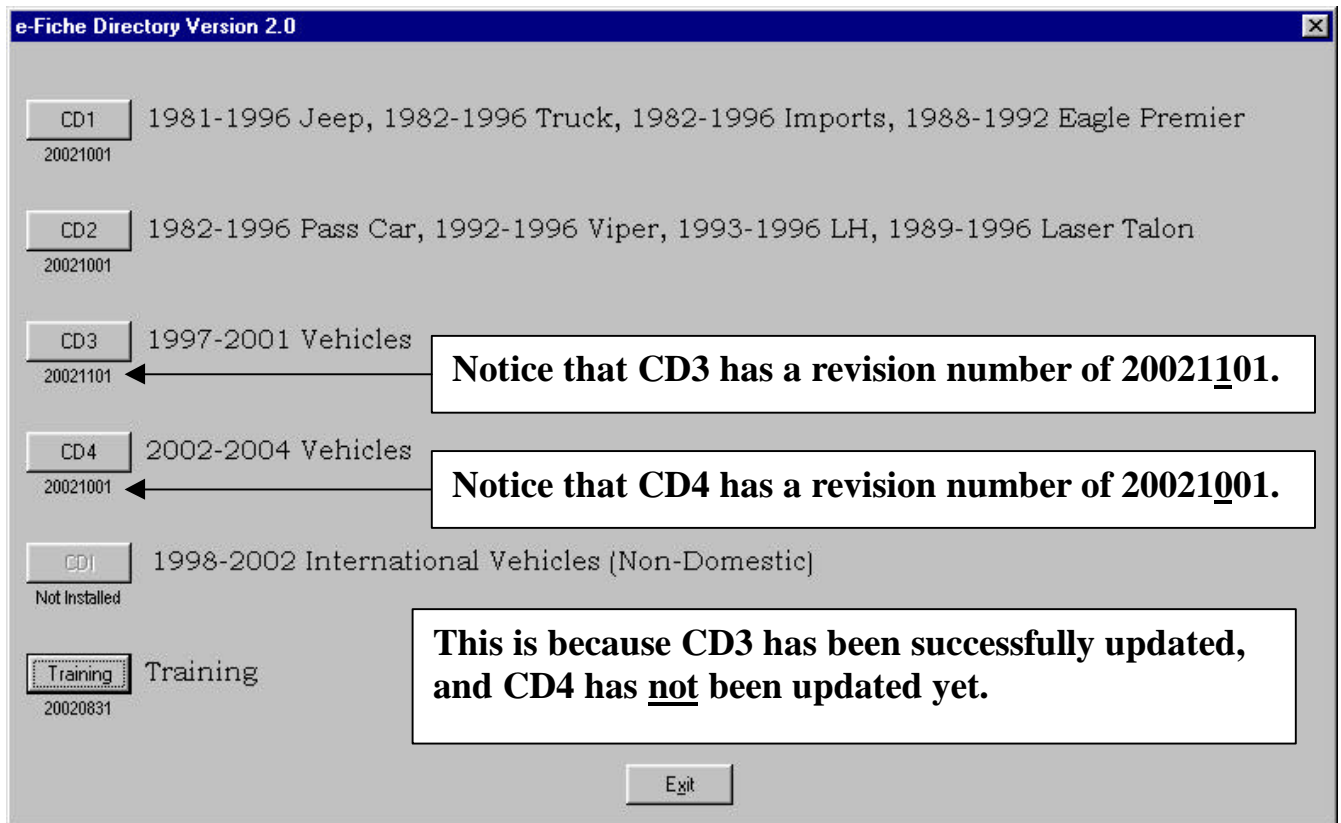 e-Fiche Directory Version 2.0
CD1
1981-1996 Jeep, 1982-1996 Truck, 1982-1996 Imports, 1988-1992 Eagle Premier
20021001
CD2
1982-1996 Pass Car, 1992-1996 Viper, 1993-1996 LH, 1989-1996 Laser Talon
20021001
CD3
1997-2001 Vehicles
20021101
Notice that CD3 has a revision number of 20021101.
CD4
2002-2004 Vehicles
20021001
Notice that CD4 has a revision number of 20021001.
CDI
1998-2002 International Vehicles (Non-Domestic)
Not Installed
Training
Training
20020831
This is because CD3 has been successfully updated,
and CD4 has not been updated yet.
Exit